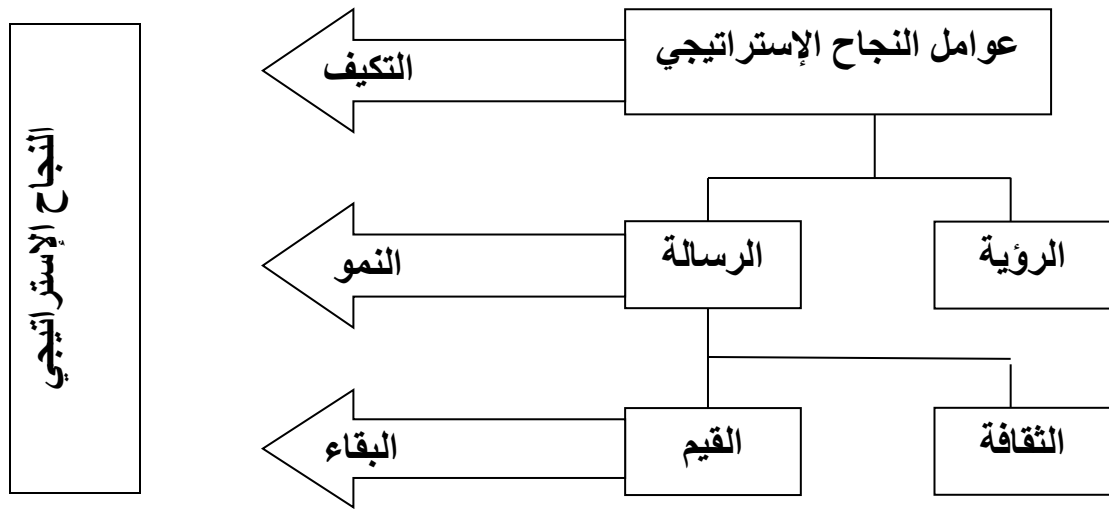 عوامل النجاح الإستراتيجي
التكيف
الرؤية
الرسالة
النمو
الثقافة
القيم
البقاء
النجاح الإستراتيجي